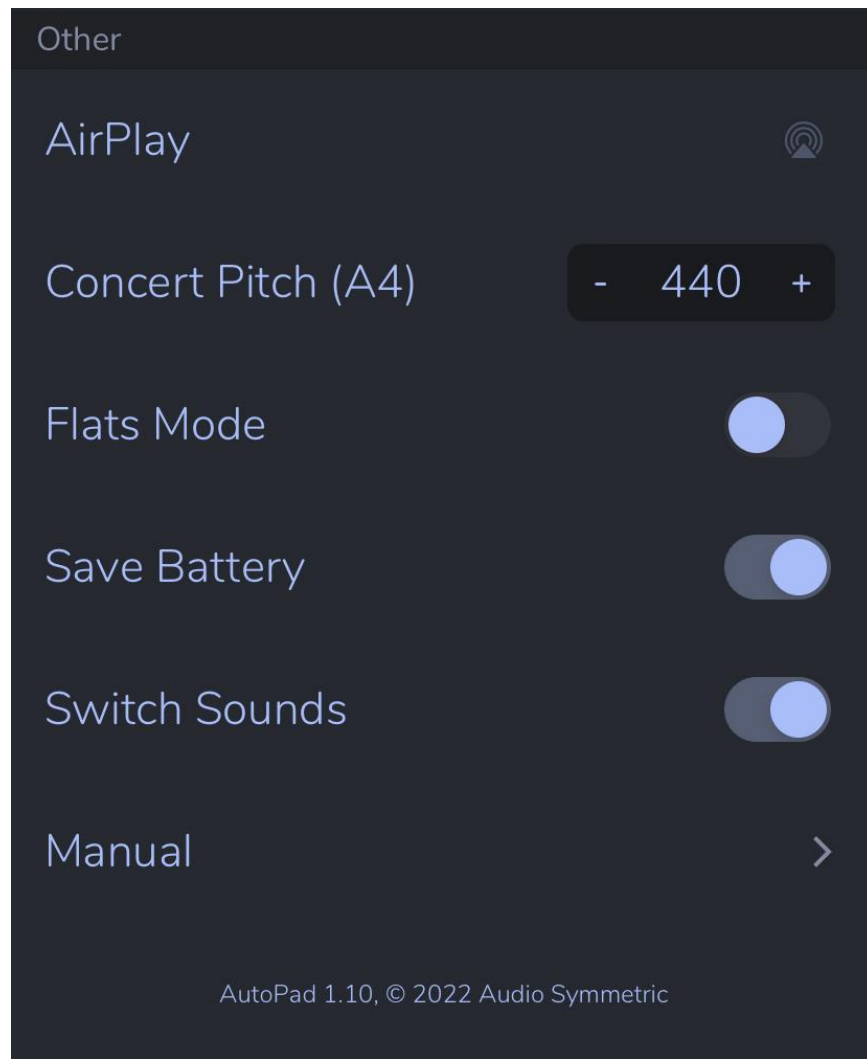 Other
AirPlay
Concert Pitch (A4) - 440 +
Flats Mode
Save Battery
Switch Sounds
Manual
AutoPad 1.10, © 2022 Audio Symmetric